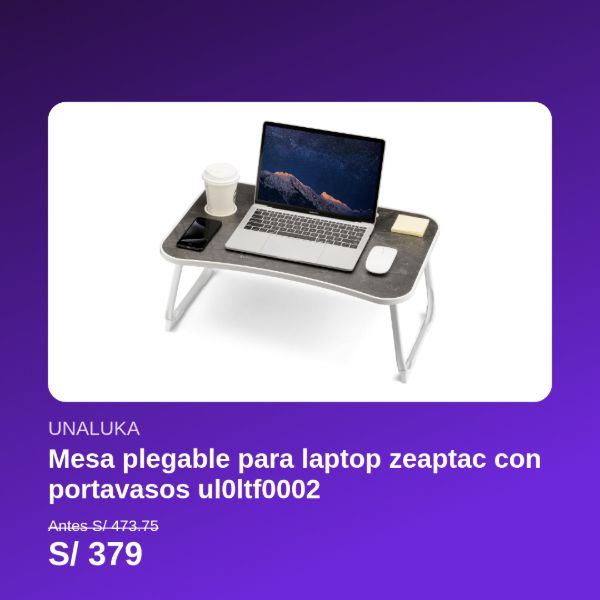 UNALUKA
Mesa plegable para laptop zeaptac con
portavasos ul0ltf0002
Antes S/ 473.75
S/ 379